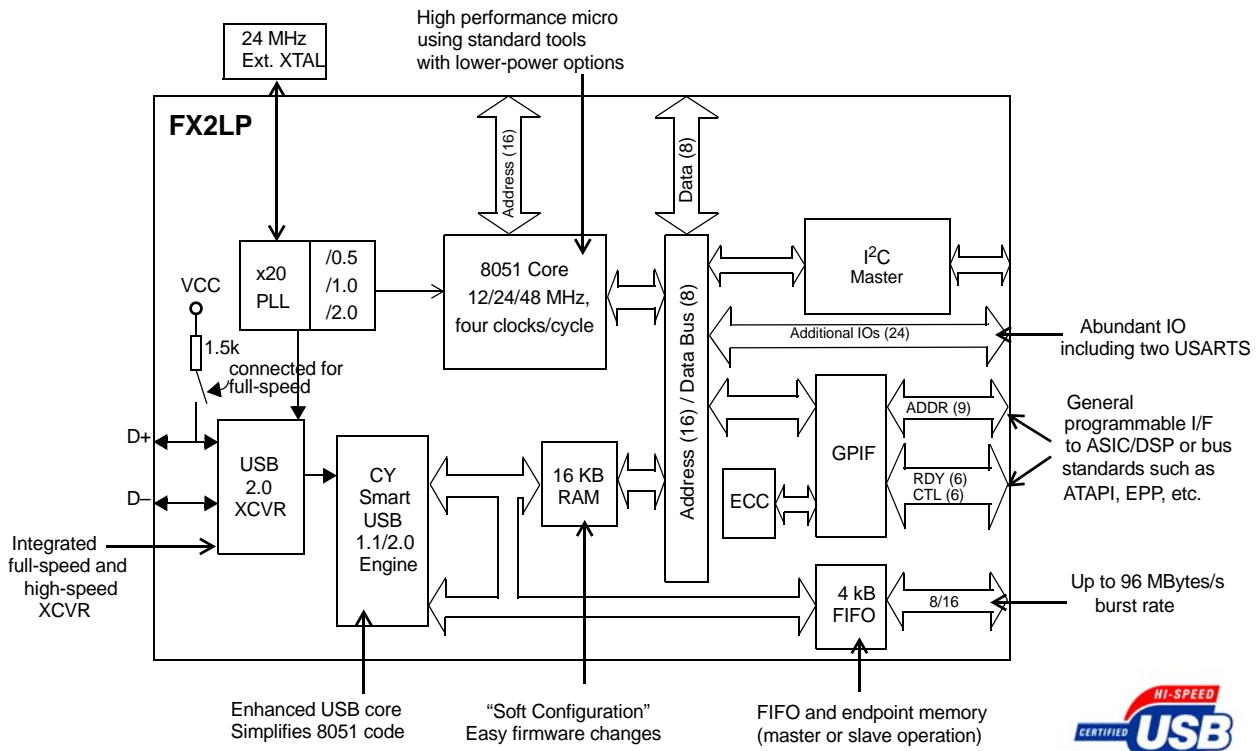 High performance micro
using standard tools
with lower-power options
24 MHz
Ext. XTAL
FX2LP
Address (16)
Data (8)
x20
PLL
/0.5
/1.0
/2.0
8051 Core
12/24/48 MHz,
four clocks/cycle
I2C
Master
VCC
1.5k
connected for
full-speed
Address (16) / Data Bus (8)
Additional IOs (24)
Abundant IO
including two USARTS
D+
D–
USB
2.0
XCVR
CY
Smart
USB
1.1/2.0
Engine
16 KB
RAM
ECC
GPIF
ADDR (9)
RDY (6)
CTL (6)
General
programmable I/F
to ASIC/DSP or bus
standards such as
ATAPI, EPP, etc.
Integrated
full-speed and
high-speed
XCVR
4 kB
FIFO
8/16
Up to 96 MBytes/s
burst rate
Enhanced USB core
Simplifies 8051 code
“Soft Configuration”
Easy firmware changes
FIFO and endpoint memory
(master or slave operation)
HI-SPEED
CERTIFIED USB